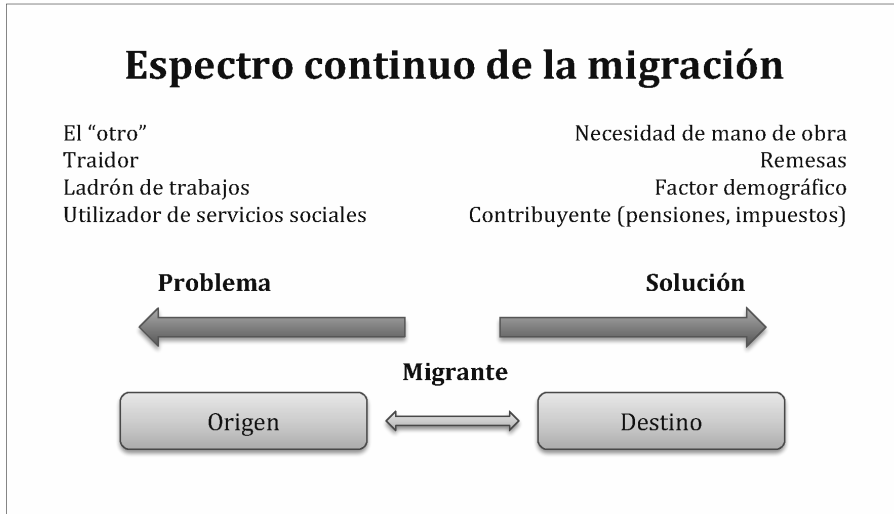 Espectro continuo de la migración
El “otro”
Traidor
Ladrón de trabajos
Utilizador de servicios sociales
Necesidad de mano de obra
Remesas
Factor demográfico
Contribuyente (pensiones, impuestos)
Problema
Solución
Migrante
Origen
Destino